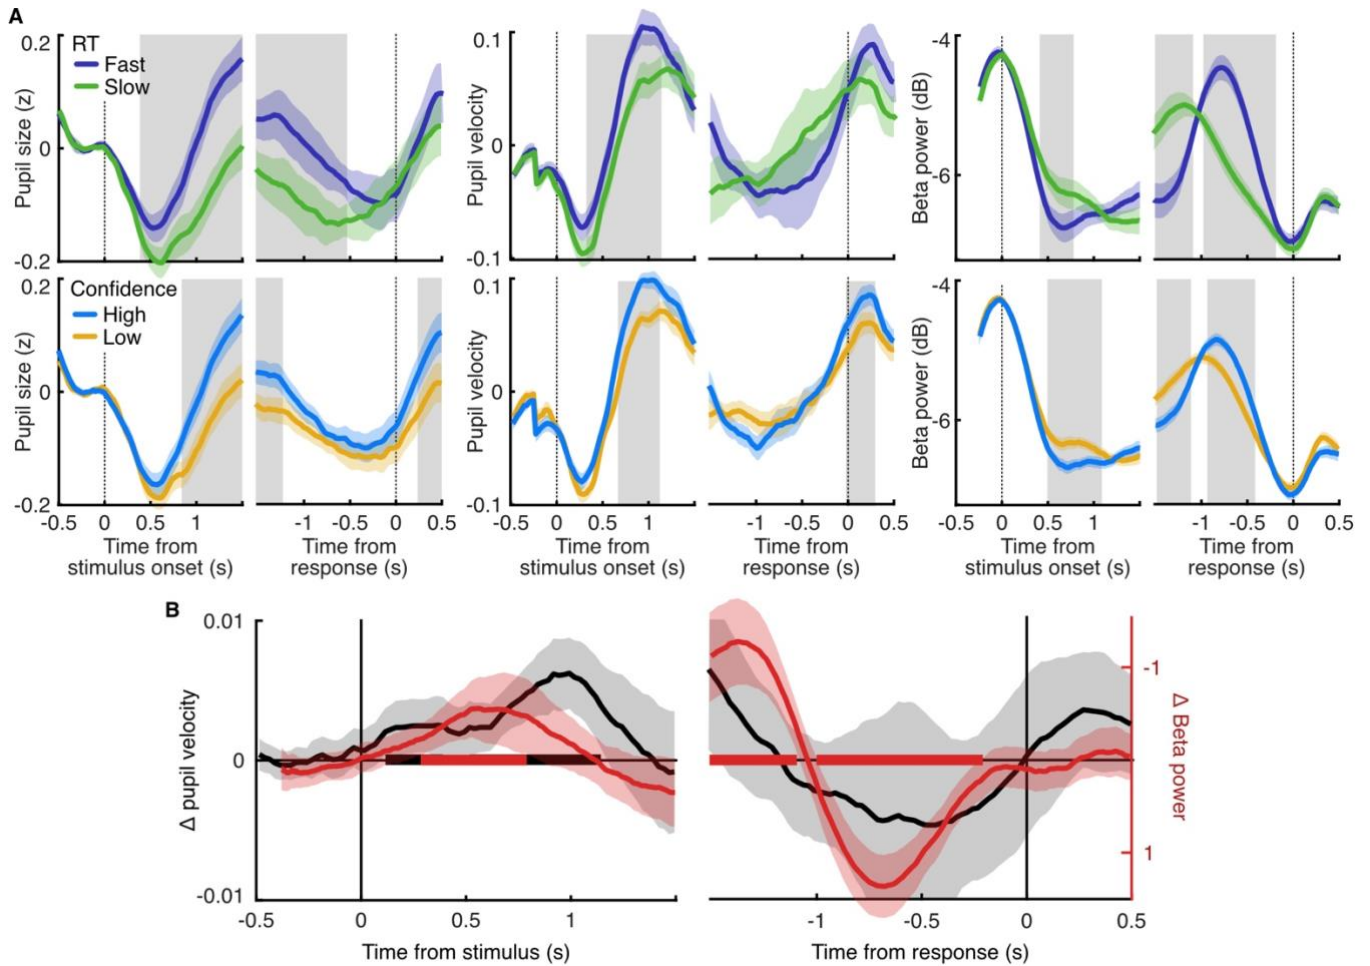 A
0.2
0
-0.2
Pupil size (z)
RT
Fast
Slow
0.1
0
-0.1
Pupil velocity
-4
-6
Beta power (dB)
0.2
0
-0.2
Pupil size (z)
Confidence
High
Low
0.1
0
-0.1
Pupil velocity
-4
-6
Beta power (dB)
-0.5 0 0.5 1
-1 -0.5 0 0.5
-0.5 0 0.5 1
-1 0 0.5
-0.5 0 0.5 1
-1 -0.5 0 0.5
Time from
stimulus onset (s)
Time from
response (s)
Time from
stimulus onset (s)
Time from
response (s)
Time from
stimulus onset (s)
Time from
response (s)
B
0.01
0
-0.01
Δ pupil velocity
-0.5 0 0.5 1
Time from stimulus (s)
-1 -0.5 0 0.5
Time from response (s)
-1
1
Δ Beta power